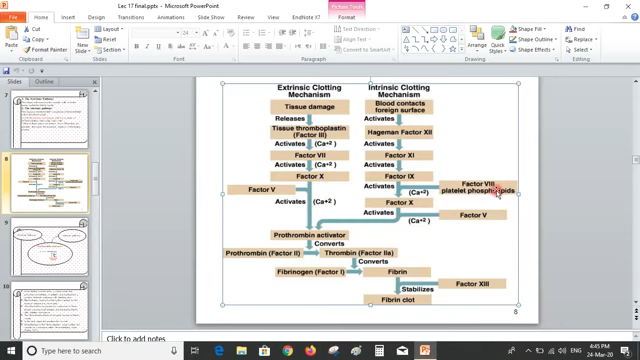 Lec 17 final.pptx - PowerPoint
Picture Tools
File
Home
Insert
Design
Transitions
Animations
Slide Show
Review
View
EndNote X7
Format
Paste
Cut
Copy
Format Painter
Clipboard
New Slide
Layout
Reset
Section
Slides
Font
Text Direction
Align Text
Convert to SmartArt
Paragraph
Arrange
Quick Styles
Shape Fill
Shape Outline
Shape Effects
Drawing
Find
Replace
Select
Editing
Slides
Outline
7
8
9
10
Extrinsic Clotting Mechanism
Tissue damage
Releases
Tissue thromboplastin
(Factor III)
Activates (Ca+2)
Factor VII
Activates (Ca+2)
Factor X
Factor V
Activates (Ca+2)
Intrinsic Clotting Mechanism
Blood contacts
foreign surface
Activates
Hageman Factor XII
Activates
Factor XI
Activates
Factor IX
Activates
(Ca+2)
Factor VIII
platelet phospholipids
Factor X
Activates
(Ca+2)
Factor V
Prothrombin activator
Converts
Prothrombin (Factor II)
Thrombin (Factor IIa)
Converts
Fibrinogen (Factor I)
Fibrin
Factor XIII
Stabilizes
Fibrin clot
8
Click to add notes
Type here to search
4:45 PM
24-Mar-20